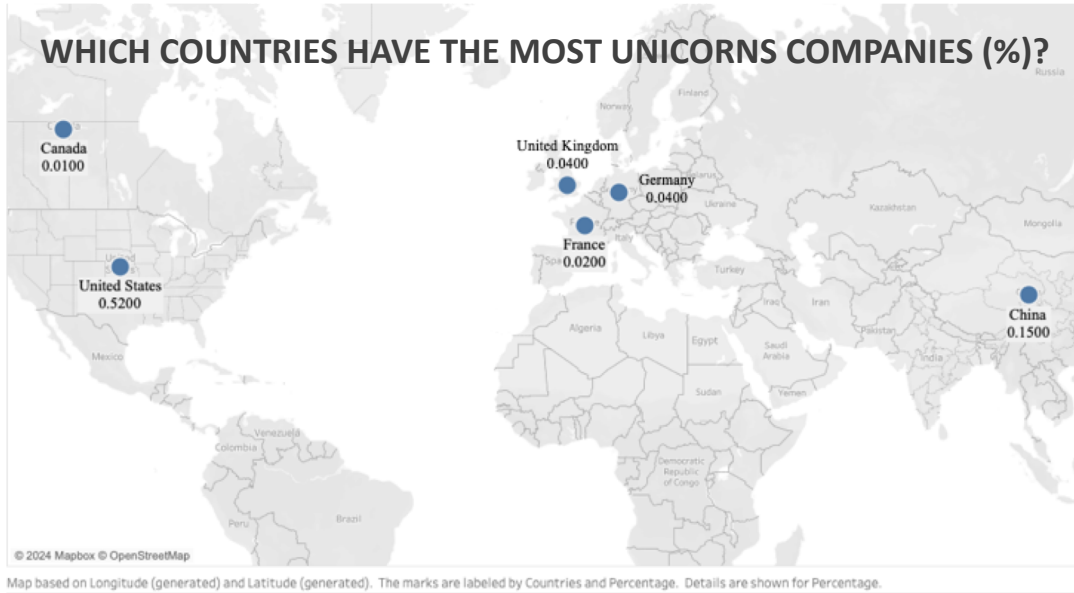 WHICH COUNTRIES HAVE THE MOST UNICORNS COMPANIES (%)?
Russia
Finland
Norway
Canada
0.0100
United Kingdom
0.0400
Germany
0.0400
Ukraine
Kazakhstan
Mongolia
France
0.0200
Italy
United States
0.5200
Turkey
China
0.1500
Iraq
Iran
Pakistan
India
Algeria
Libya
Egypt
Saudi
Arabia
Mexico
Sudan
Yemen
Venezuela
Colombia
Democratic
Republic
of Congo
Peru
Brazil
© 2024 Mapbox © OpenStreetMap
Map based on Longitude (generated) and Latitude (generated). The marks are labeled by Countries and Percentage. Details are shown for Percentage.